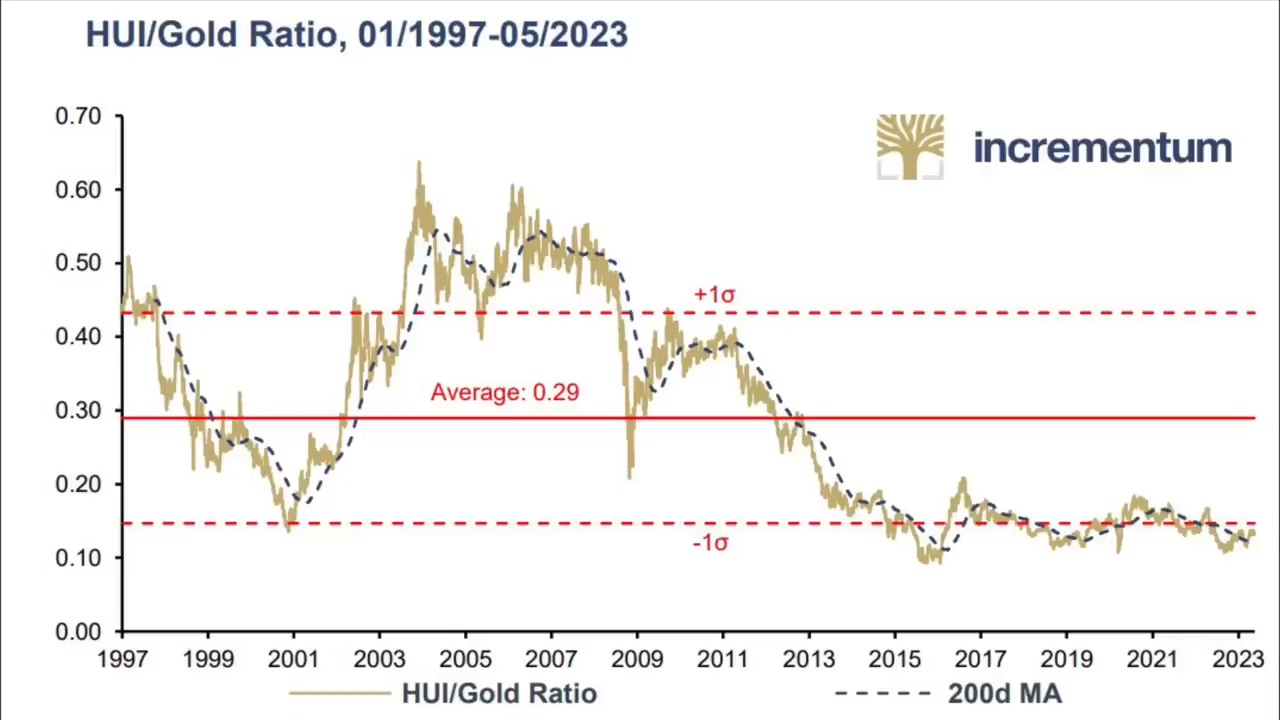 HUI/Gold Ratio, 01/1997-05/2023
incrementum
0.70
0.60
0.50
0.40
0.30
0.20
0.10
0.00
+1σ
Average: 0.29
-1σ
1997 1999 2001 2003 2005 2007 2009 2011 2013 2015 2017 2019 2021 2023
HUI/Gold Ratio 200d MA